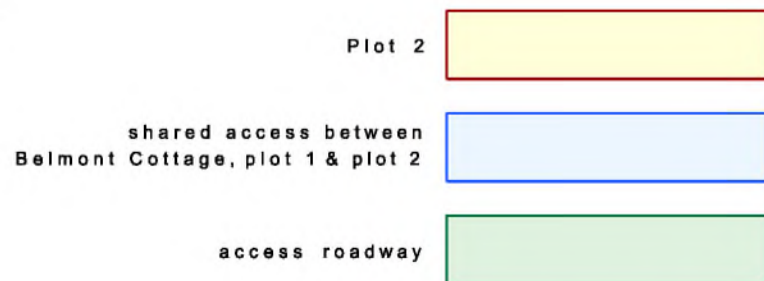 Plot 2
shared access between
Belmont Cottage, plot 1 & plot 2
access roadway